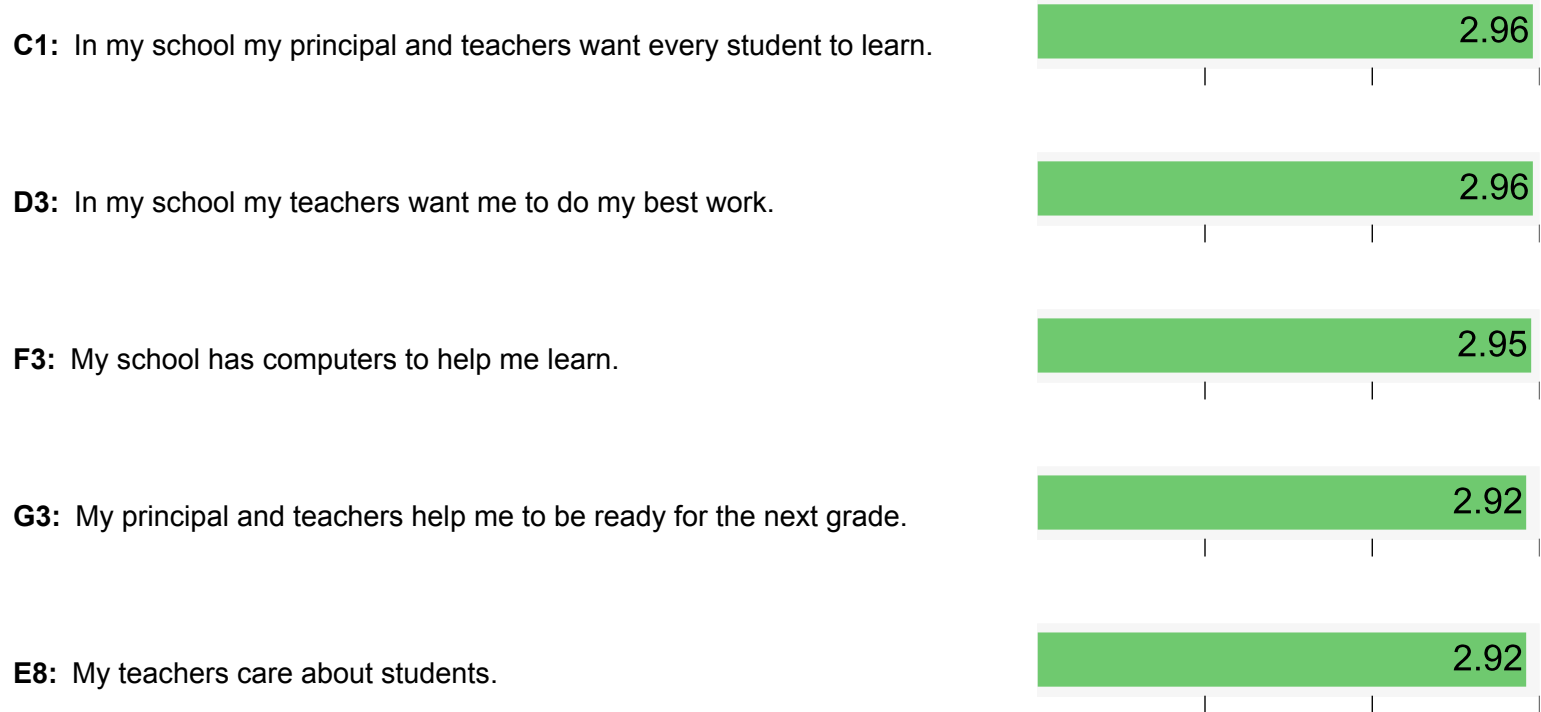 C1: In my school my principal and teachers want every student to learn. 2.96
D3: In my school my teachers want me to do my best work. 2.96
F3: My school has computers to help me learn. 2.95
G3: My principal and teachers help me to be ready for the next grade. 2.92
E8: My teachers care about students. 2.92